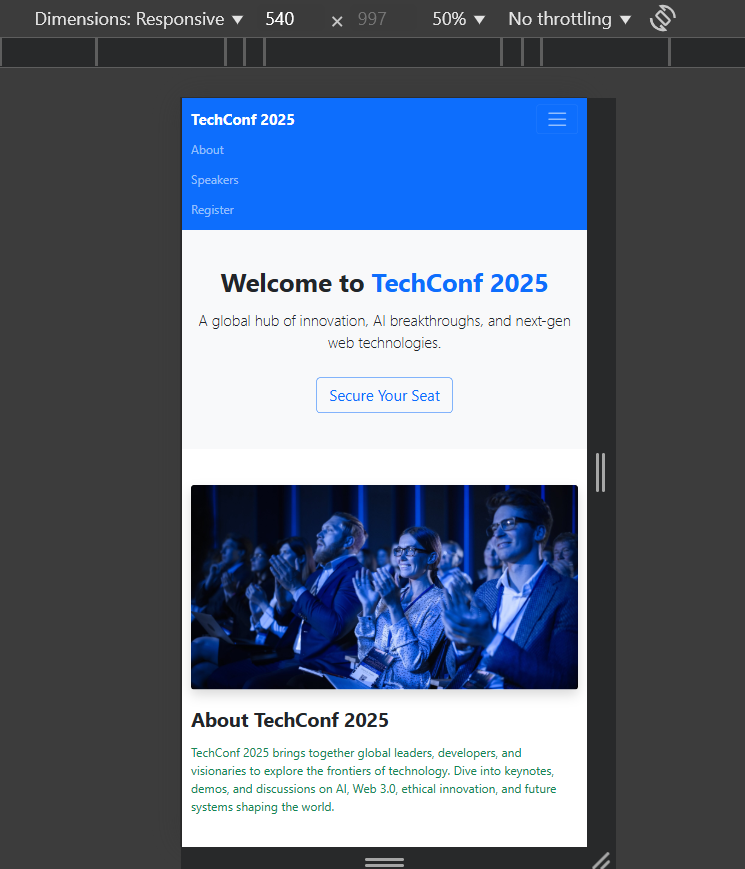 Dimensions: Responsive 540 × 997 50% No throttling
TechConf 2025
About
Speakers
Register
Welcome to TechConf 2025
A global hub of innovation, AI breakthroughs, and next-gen
web technologies.
Secure Your Seat
About TechConf 2025
TechConf 2025 brings together global leaders, developers, and
visionaries to explore the frontiers of technology. Dive into keynotes,
demos, and discussions on AI, Web 3.0, ethical innovation, and future
systems shaping the world.